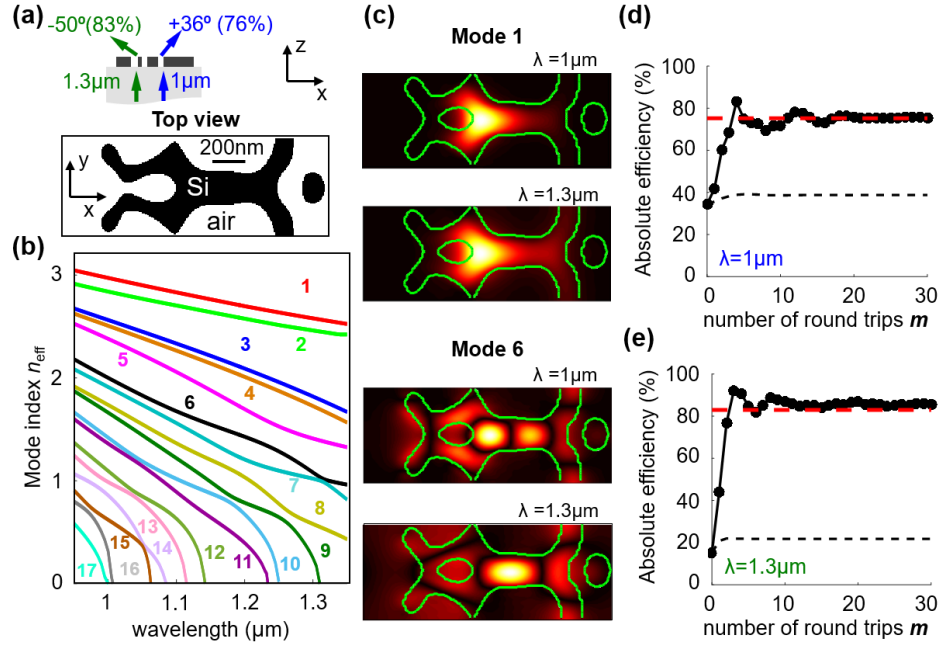 (a)
-50º(83%)
+36º (76%)
1.3µm
1µm
z
x
Top view
200nm
y
x
Si
air
(b)
Mode index neff
3
2
1
0
1
2
3
4
5
6
7
8
9
10
11
12
13
14
15
16
17
1
1.1
1.2
1.3
wavelength (µm)
(c)
Mode 1
λ =1µm
λ =1.3µm
Mode 6
λ =1µm
λ =1.3µm
(d)
Absolute efficiency (%)
100
80
60
40
20
0
λ=1µm
0
10
20
30
number of round trips m
(e)
Absolute efficiency (%)
100
80
60
40
20
0
λ=1.3µm
0
10
20
30
number of round trips m